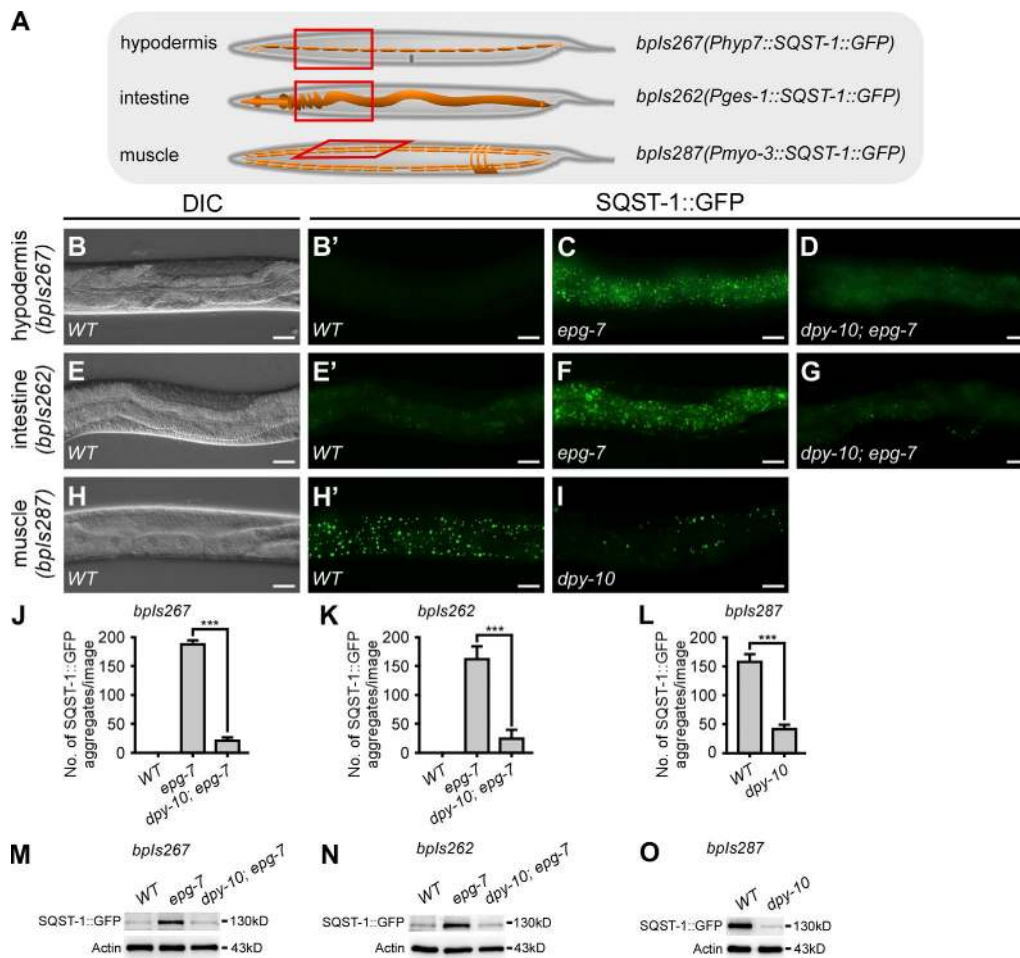 A
hypodermis bpIs267(Phyp7::SQST-1::GFP)
intestine bpIs262(Pges-1::SQST-1::GFP)
muscle bpIs287(Pmyo-3::SQST-1::GFP)
DIC SQST-1::GFP
hypodermis
(bpIs267)
B WT
B' WT
C epg-7
D dpy-10; epg-7
intestine
(bpIs262)
E WT
E' WT
F epg-7
G dpy-10; epg-7
muscle
(bpIs287)
H WT
H' WT
I dpy-10
J bpIs267
No. of SQST-1::GFP
aggregates/image
200
150
100
50
0
***
WT
epg-7
dpy-10; epg-7
K bpIs262
No. of SQST-1::GFP
aggregates/image
200
150
100
50
0
***
WT
epg-7
dpy-10; epg-7
L bpIs287
No. of SQST-1::GFP
aggregates/image
200
150
100
50
0
***
WT
dpy-10
M bpIs267
WT epg-7 dpy-10; epg-7
SQST-1::GFP -130kD
Actin -43kD
N bpIs262
WT epg-7 dpy-10; epg-7
SQST-1::GFP -130kD
Actin -43kD
O bpIs287
WT dpy-10
SQST-1::GFP -130kD
Actin -43kD